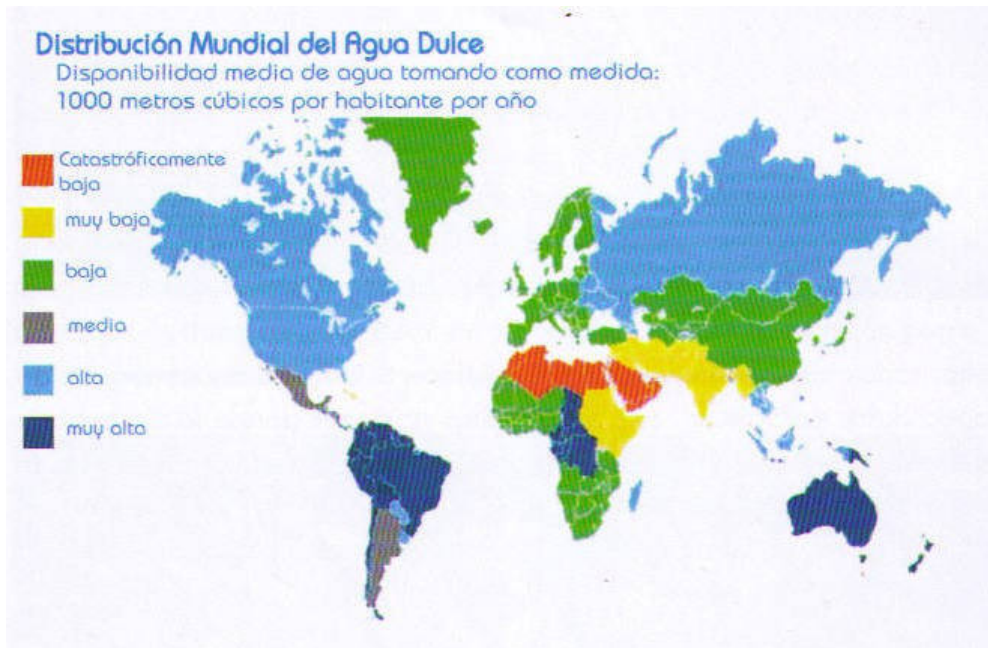 Distribución Mundial del Agua Dulce
Disponibilidad media de agua tomando como medida:
1000 metros cúbicos por habitante por año
Catastróficamente
baja
muy baja
baja
media
alta
muy alta